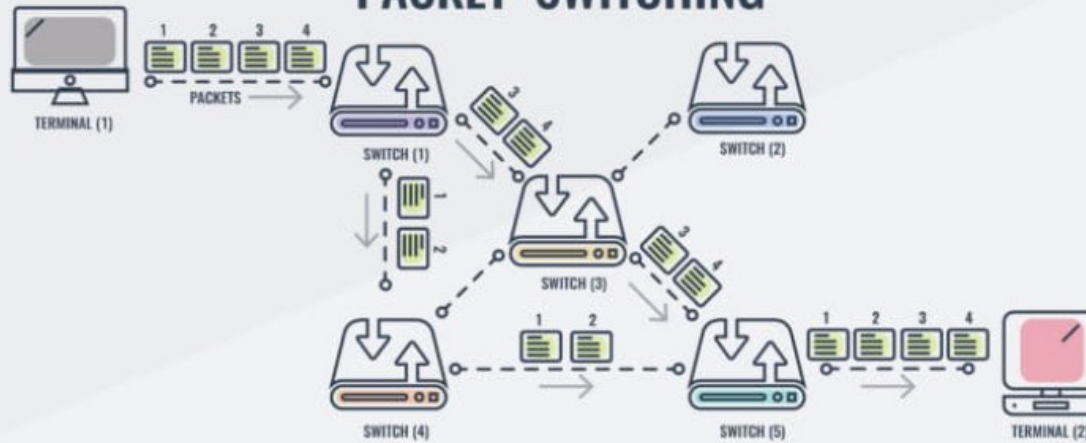 PACKET SWITCHING
1 2 3 4
PACKETS
TERMINAL (1)
SWITCH (1)
3
4
SWITCH (2)
1
2
SWITCH (3)
3
4
1 2
SWITCH (4)
SWITCH (5)
1 2 3 4
TERMINAL (2)